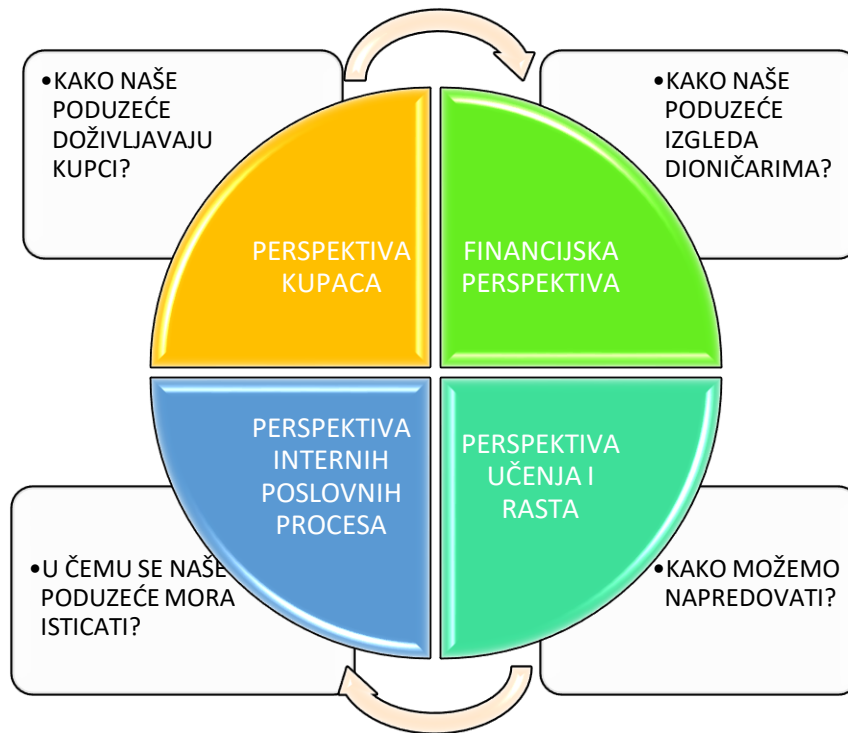 •KAKO NAŠE
PODUZEĆE
DOŽIVLJAVAJU
KUPCI?
•KAKO NAŠE
PODUZEĆE
IZGLEDA
DIONIČARIMA?
PERSPEKTIVA
KUPACA
FINANCIJSKA
PERSPEKTIVA
PERSPEKTIVA
INTERNIH
POSLOVNIH
PROCESA
PERSPEKTIVA
UČENJA I
RASTA
•U ČEMU SE NAŠE
PODUZEĆE MORA
ISTICATI?
•KAKO MOŽEMO
NAPREDOVATI?